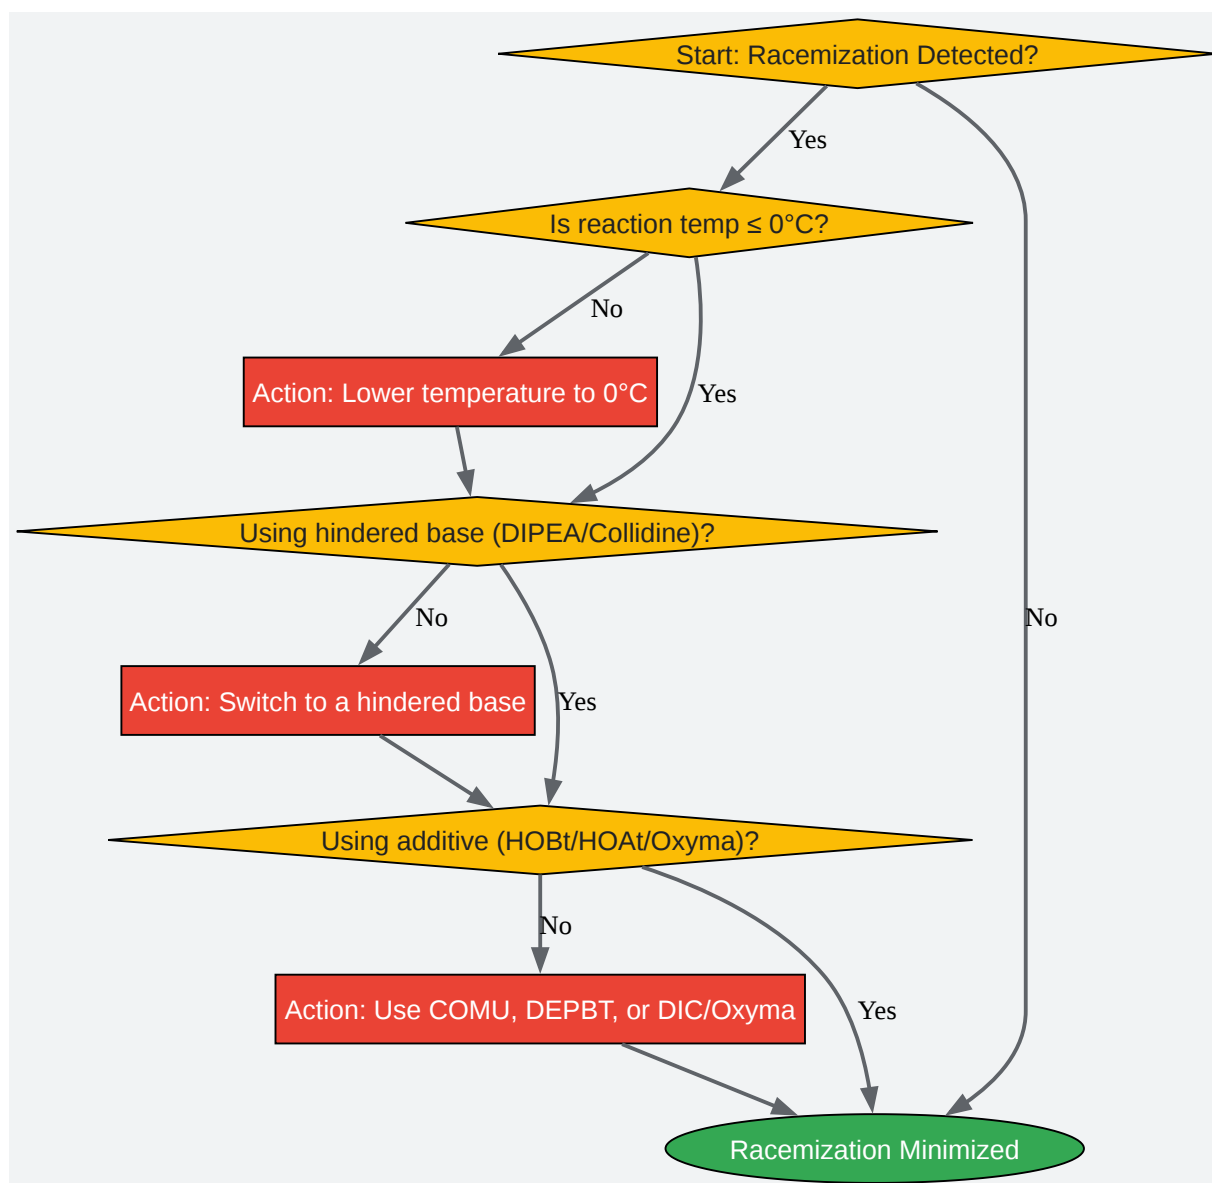 Start: Racemization Detected?
Yes
Is reaction temp ≤ 0°C?
No
Action: Lower temperature to 0°C
Yes
Using hindered base (DIPEA/Collidine)?
No
No
Action: Switch to a hindered base
Yes
Using additive (HOBt/HOAt/Oxyma)?
No
Action: Use COMU, DEPBT, or DIC/Oxyma
Yes
Racemization Minimized